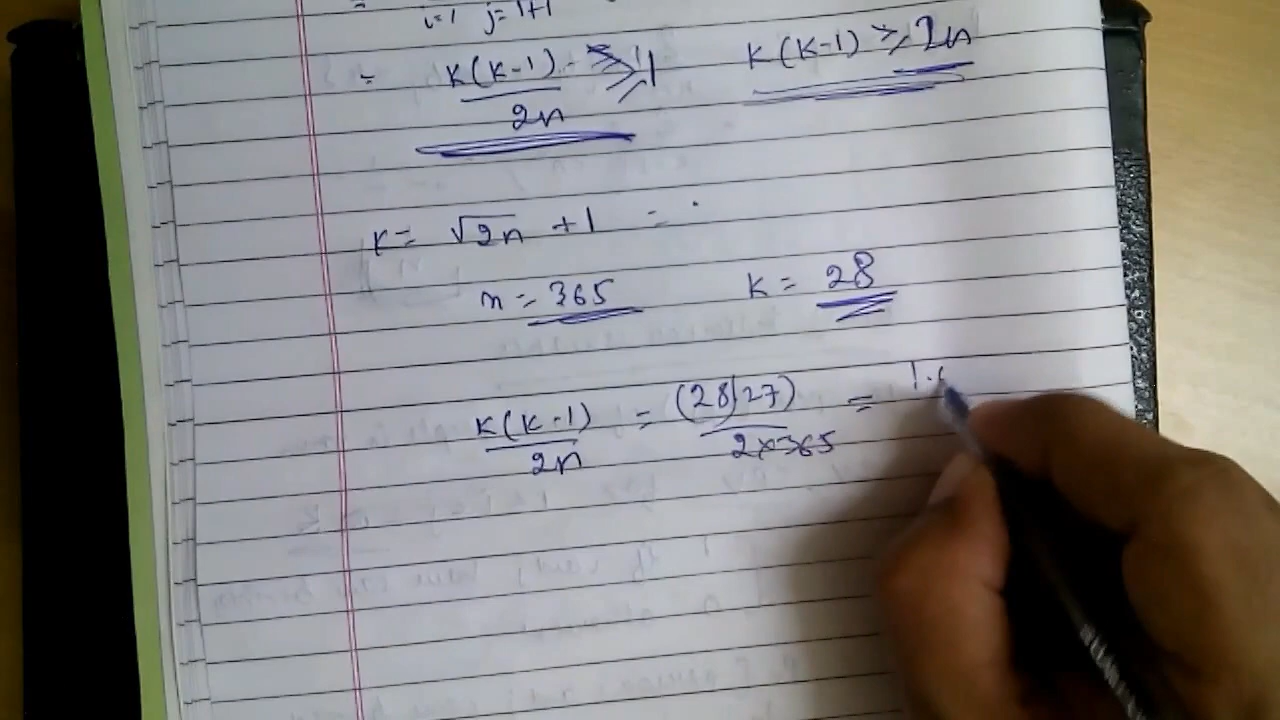 = i=1 j=i+1
= k(k-1)/2n ≥ 1 k(k-1) ≥ 2n
k = √2n +1 =
n = 365 k = 28
k(k-1)/2n = (28)(27)/2×365 = 1.